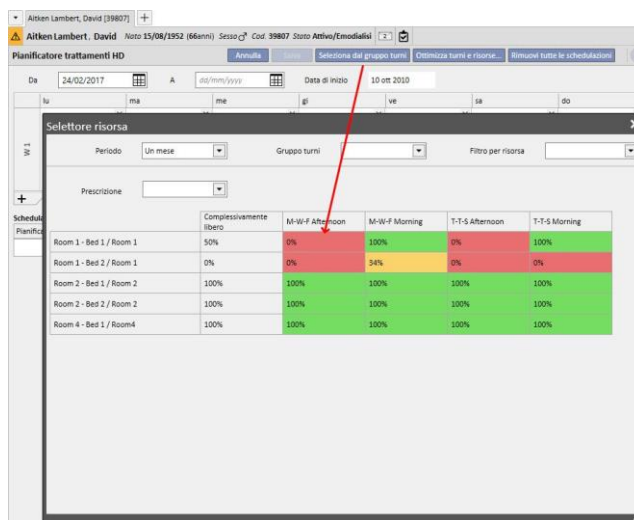 Aitken Lambert, David [39807]
Aitken Lambert, David Nato 15/08/1952 (66anni) Sesso Cod. 39807 Stato Attivo/Emodialisi 2
Pianificatore trattamenti HD Annulla Salva Seleziona dal gruppo turni Ottimizza turni e risorse... Rimuovi tutte le schedulazioni
Da 24/02/2017 A dd/mm/yyyy Data di inizio 10 ott 2010
lu ma me gi ve sa do
W 1
Selettore risorsa
Periodo Un mese Gruppo turni Filtro per risorsa
Prescrizione
Schedula
Pianific
Complessivamente libero M-W-F Afternoon M-W-F Morning T-T-S Afternoon T-T-S Morning
Room 1 - Bed 1 / Room 1 50% 0% 100% 0% 100%
Room 1 - Bed 2 / Room 1 0% 0% 34% 0% 0%
Room 2 - Bed 1 / Room 2 100% 100% 100% 100% 100%
Room 2 - Bed 2 / Room 2 100% 100% 100% 100% 100%
Room 4 - Bed 1 / Room4 100% 100% 100% 100% 100%